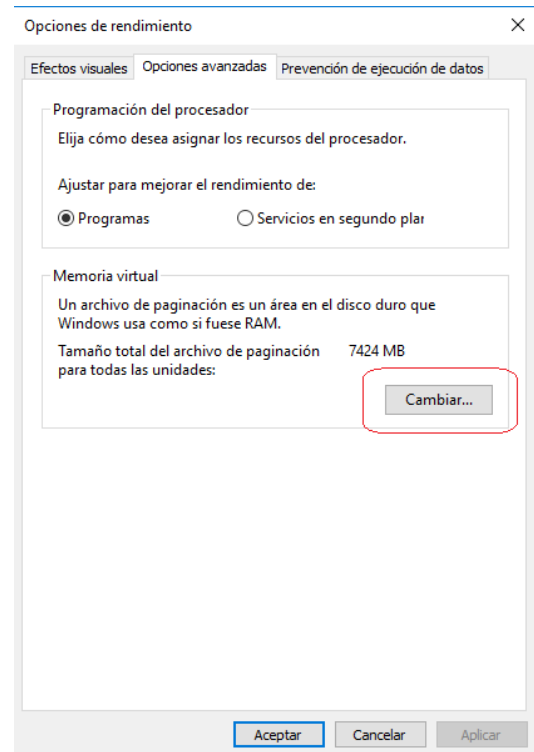 Opciones de rendimiento
Efectos visuales Opciones avanzadas Prevención de ejecución de datos
Programación del procesador
Elija cómo desea asignar los recursos del procesador.
Ajustar para mejorar el rendimiento de:
Programas Servicios en segundo plar
Memoria virtual
Un archivo de paginación es un área en el disco duro que
Windows usa como si fuese RAM.
Tamaño total del archivo de paginación 7424 MB
para todas las unidades:
Cambiar...
Aceptar Cancelar Aplicar